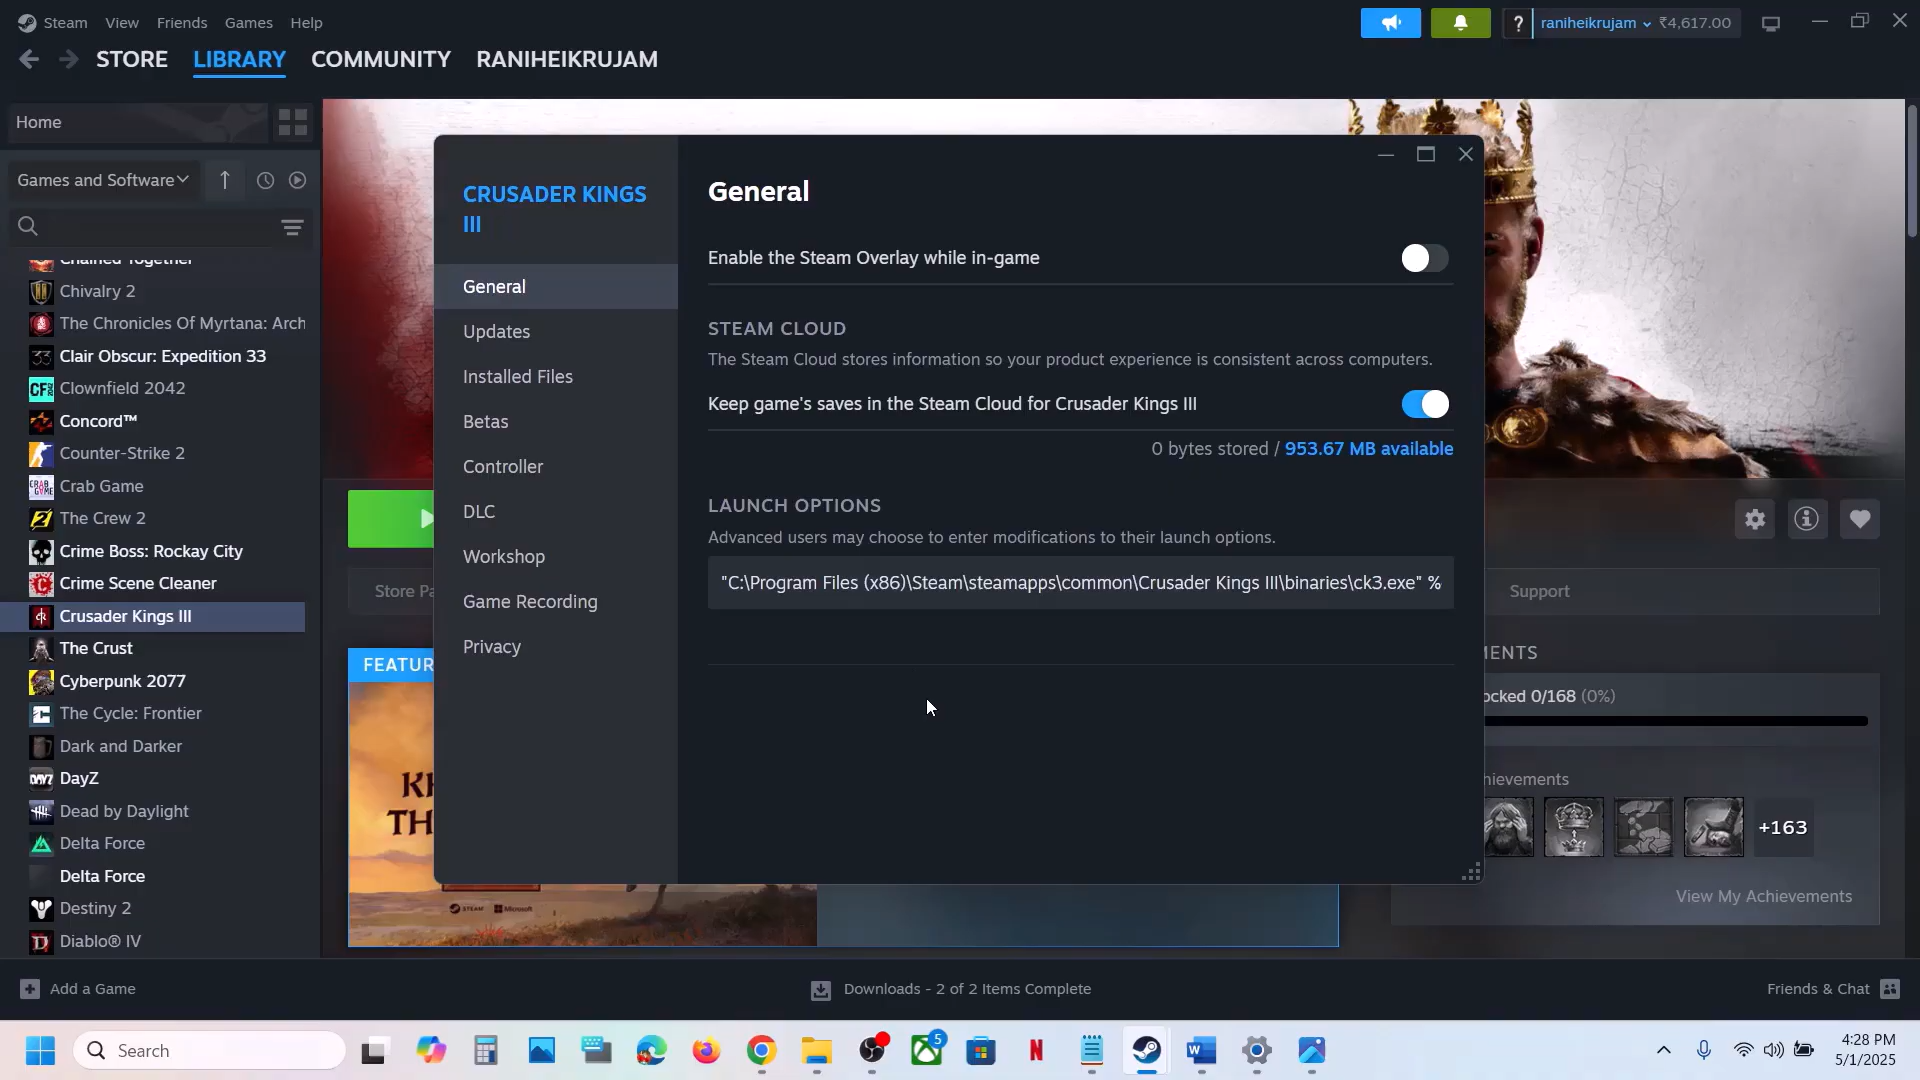 Steam View Friends Games Help
? raniheikrujam ₹4,617.00
STORE LIBRARY COMMUNITY RANIHEIKRUJAM
Home
Games and Software
Chained Together
Chivalry 2
The Chronicles Of Myrtana: Arch
Clair Obscur: Expedition 33
Clownfield 2042
Concord™
Counter-Strike 2
Crab Game
The Crew 2
Crime Boss: Rockay City
Crime Scene Cleaner
Crusader Kings III
The Crust
Cyberpunk 2077
The Cycle: Frontier
Dark and Darker
DayZ
Dead by Daylight
Delta Force
Delta Force
Destiny 2
Diablo® IV
CRUSADER KINGS
III
General
Updates
Installed Files
Betas
Controller
DLC
Workshop
Game Recording
Privacy
General
Enable the Steam Overlay while in-game
STEAM CLOUD
The Steam Cloud stores information so your product experience is consistent across computers.
Keep game's saves in the Steam Cloud for Crusader Kings III
0 bytes stored / 953.67 MB available
LAUNCH OPTIONS
Advanced users may choose to enter modifications to their launch options.
"C:\Program Files (x86)\Steam\steamapps\common\Crusader Kings III\binaries\ck3.exe" %
Store Pa
Support
FEATUR
KN
TH
STEAM Microsoft
MENTS
ocked 0/168 (0%)
hievements
+163
View My Achievements
Add a Game
Downloads - 2 of 2 Items Complete
Friends & Chat
Search
5
4:28 PM
5/1/2025